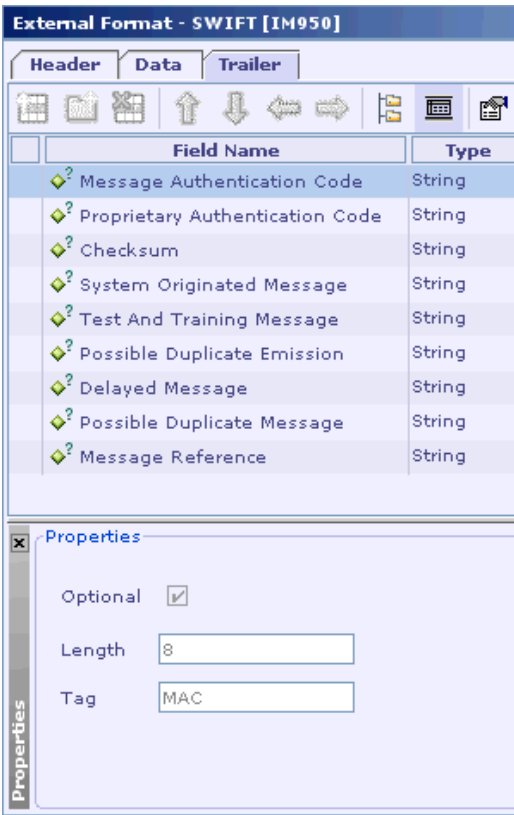 External Format - SWIFT [IM950]
Header Data Trailer
Field Name Type
? Message Authentication Code String
? Proprietary Authentication Code String
? Checksum String
? System Originated Message String
? Test And Training Message String
? Possible Duplicate Emission String
? Delayed Message String
? Possible Duplicate Message String
? Message Reference String
Properties
Optional
Length 8
Tag MAC
Properties